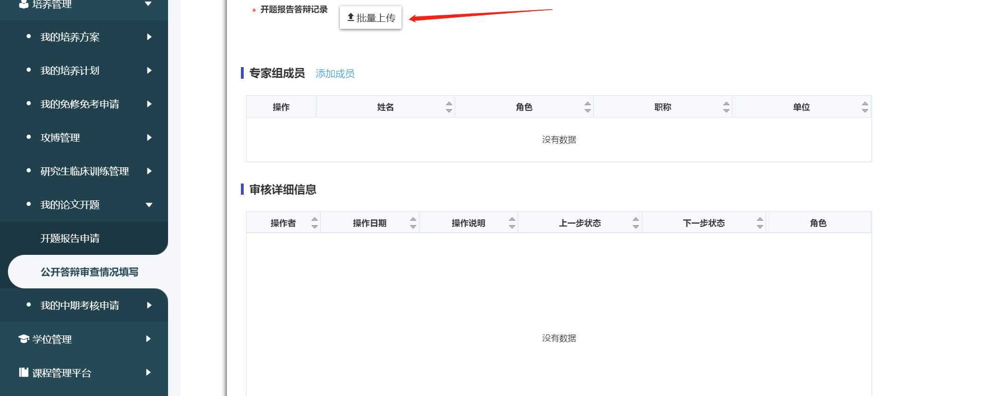 培养管理
我的培养方案
我的培养计划
我的免修免考申请
攻博管理
研究生临床训练管理
我的论文开题
开题报告申请
公开答辩审查情况填写
我的中期考核申请
学位管理
课程管理平台
* 开题报告答辩记录 批量上传
专家组成员 添加成员
操作 姓名 角色 职称 单位
没有数据
审核详细信息
操作者 操作日期 操作说明 上一步状态 下一步状态 角色
没有数据